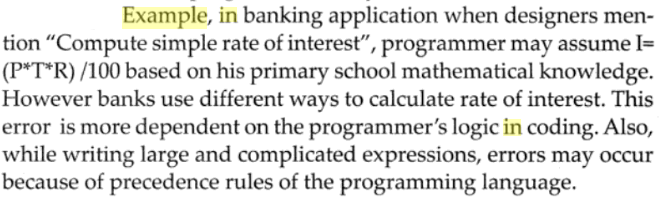 Example, in banking application when designers men-
tion “Compute simple rate of interest”, programmer may assume I=
(P*T*R) /100 based on his primary school mathematical knowledge.
However banks use different ways to calculate rate of interest. This
error is more dependent on the programmer’s logic in coding. Also,
while writing large and complicated expressions, errors may occur
because of precedence rules of the programming language.